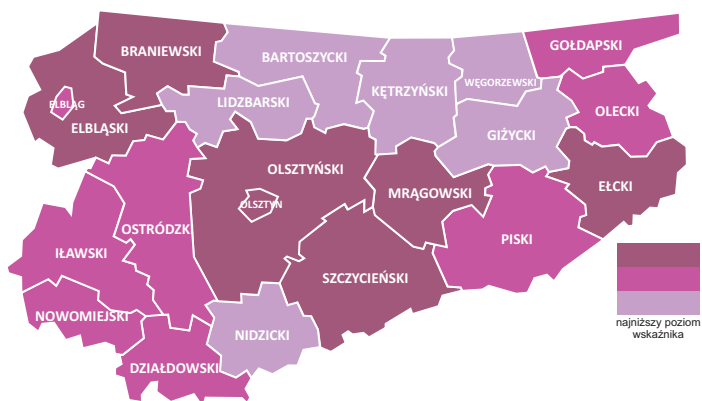 BRANIEWSKI
BARTOSZYCKI
GOŁDAPSKI
WĘGORZEWSKI
KĘTRZYŃSKI
ELBLĄG
LIDZBARSKI
OLECKI
ELBLĄSKI
GIŻYCKI
OLSZTYŃSKI
MRĄGOWSKI
EŁCKI
OLSZTYN
OSTRÓDZK
PISKI
IŁAWSKI
SZCZYCIEŃSKI
NOWOMIEJSKI
NIDZICKI
DZIAŁDOWSKI
najniższy poziom
wskaźnika